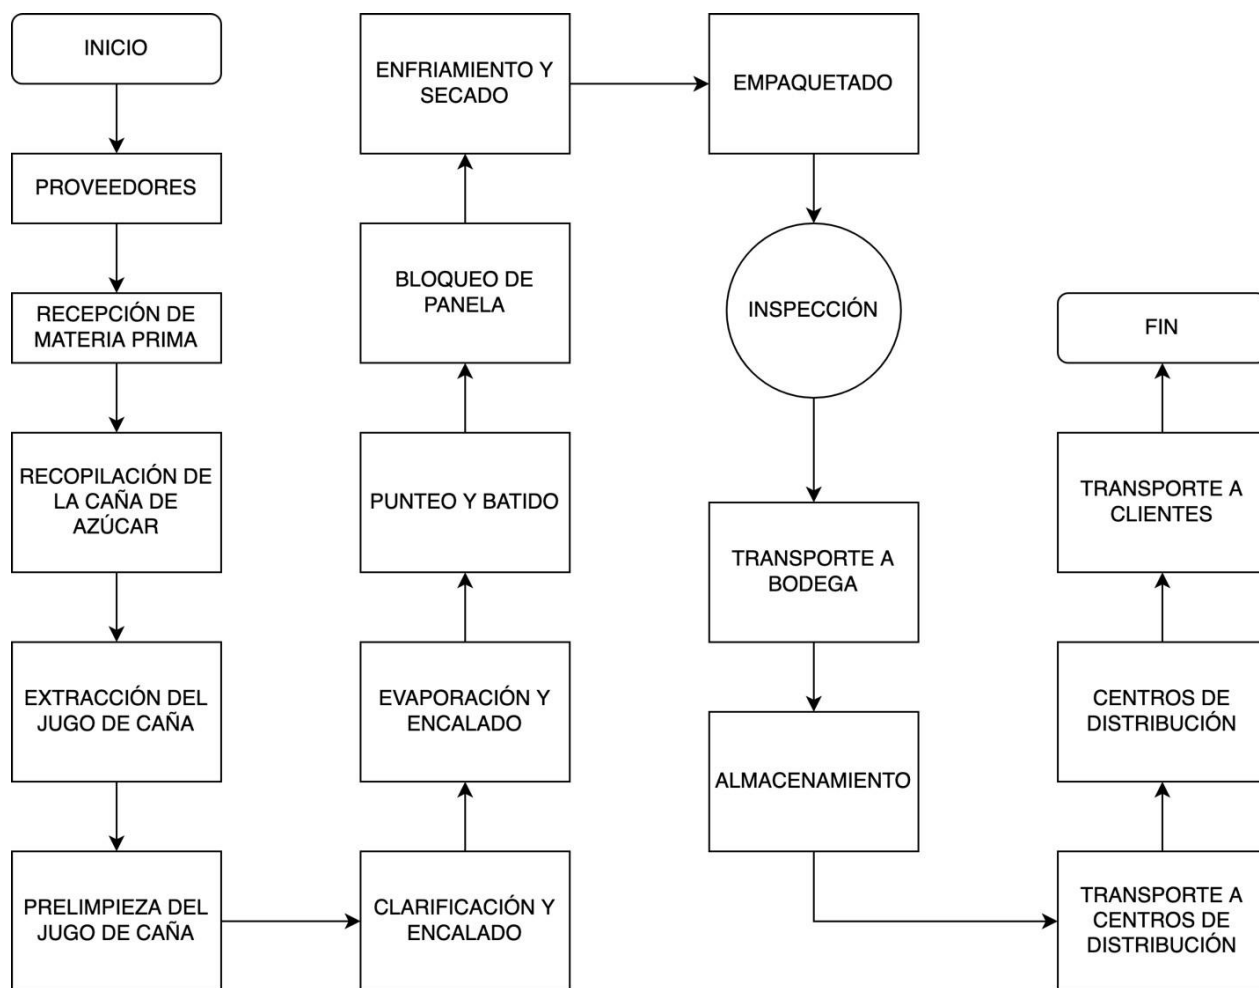 INICIO
PROVEEDORES
RECEPCIÓN DE
MATERIA PRIMA
RECOPILACIÓN DE
LA CAÑA DE
AZÚCAR
EXTRACCIÓN DEL
JUGO DE CAÑA
PRELIMPIEZA DEL
JUGO DE CAÑA
CLARIFICACIÓN Y
ENCALADO
EVAPORACIÓN Y
ENCALADO
PUNTEO Y BATIDO
BLOQUEO DE
PANELA
ENFRIAMIENTO Y
SECADO
EMPAQUETADO
INSPECCIÓN
TRANSPORTE A
BODEGA
ALMACENAMIENTO
TRANSPORTE A
CENTROS DE
DISTRIBUCIÓN
CENTROS DE
DISTRIBUCIÓN
TRANSPORTE A
CLIENTES
FIN